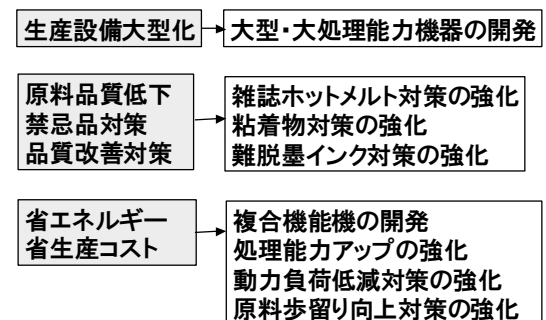 生産設備大型化
大型・大処理能力機器の開発
原料品質低下
禁忌品対策
品質改善対策
雑誌ホットメルト対策の強化
粘着物対策の強化
難脱墨インク対策の強化
省エネルギー
省生産コスト
複合機能機の開発
処理能力アップの強化
動力負荷低減対策の強化
原料歩留り向上対策の強化